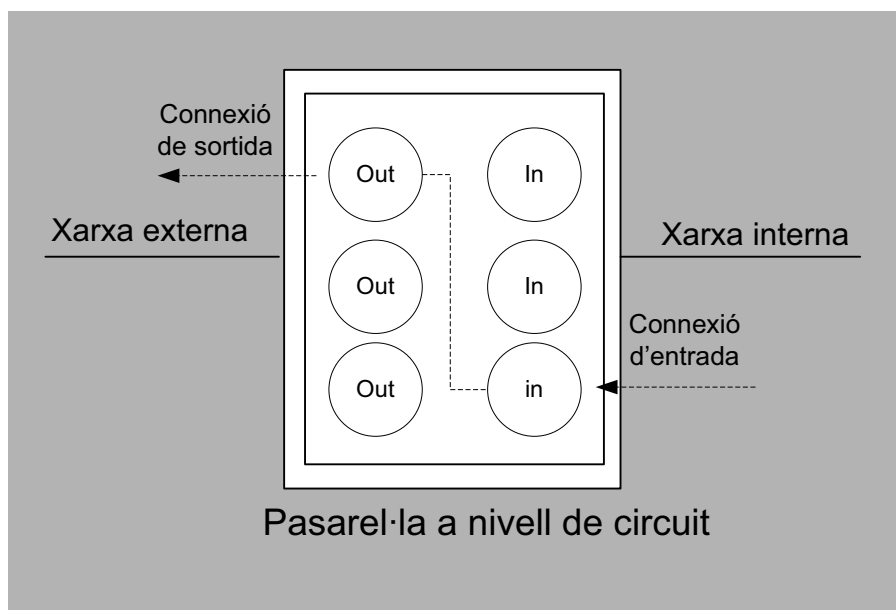 Connexió
de sortida
Out
In
Xarxa externa
Xarxa interna
Out
In
Connexió
d'entrada
Out
in
Pasarel·la a nivell de circuit